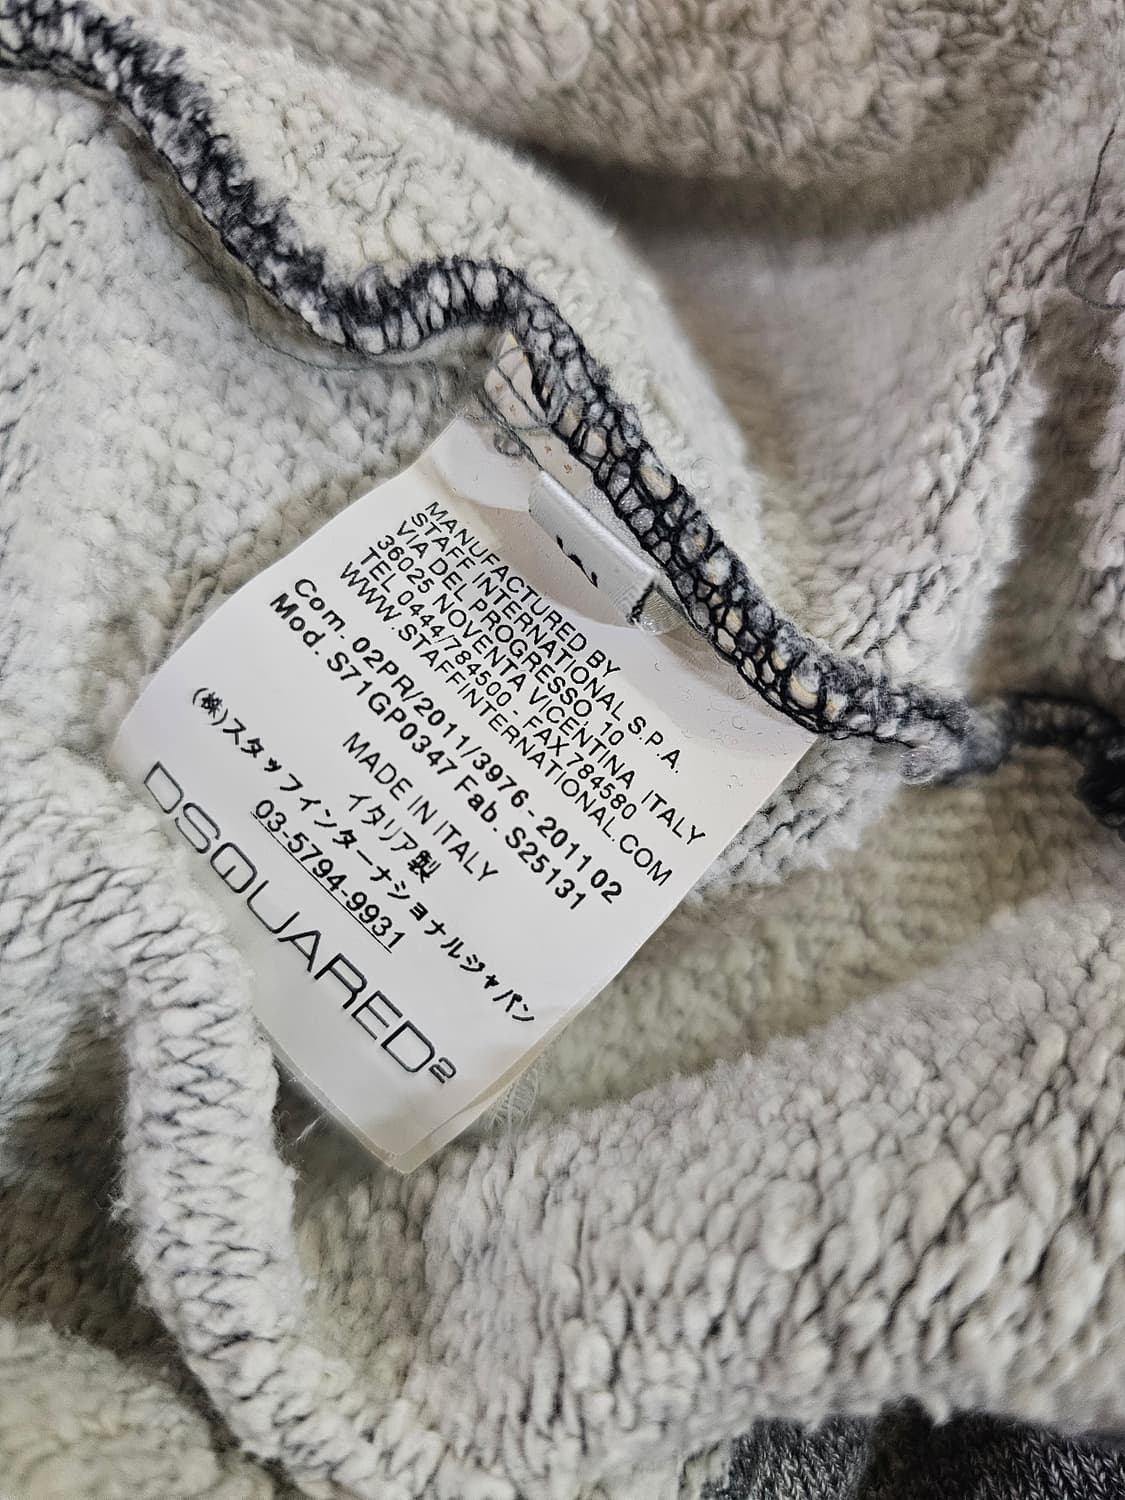 MANUFACTURED BY
STAFF INTERNATIONAL S.P.A.
VIA DEL PROGRESSO, 10
36025 NOVENTA VICENTINA ITALY
TEL 0444/784500 - FAX 784580
WWW.STAFFINTERNATIONAL.COM
Com. 02PR/2011/3976 - 2011 02
Mod. S71GP0347 Fab. S25131
MADE IN ITALY
イタリア製
(株)スタッフインターナショナルジャパン
03-5794-9931
DSQUARED2